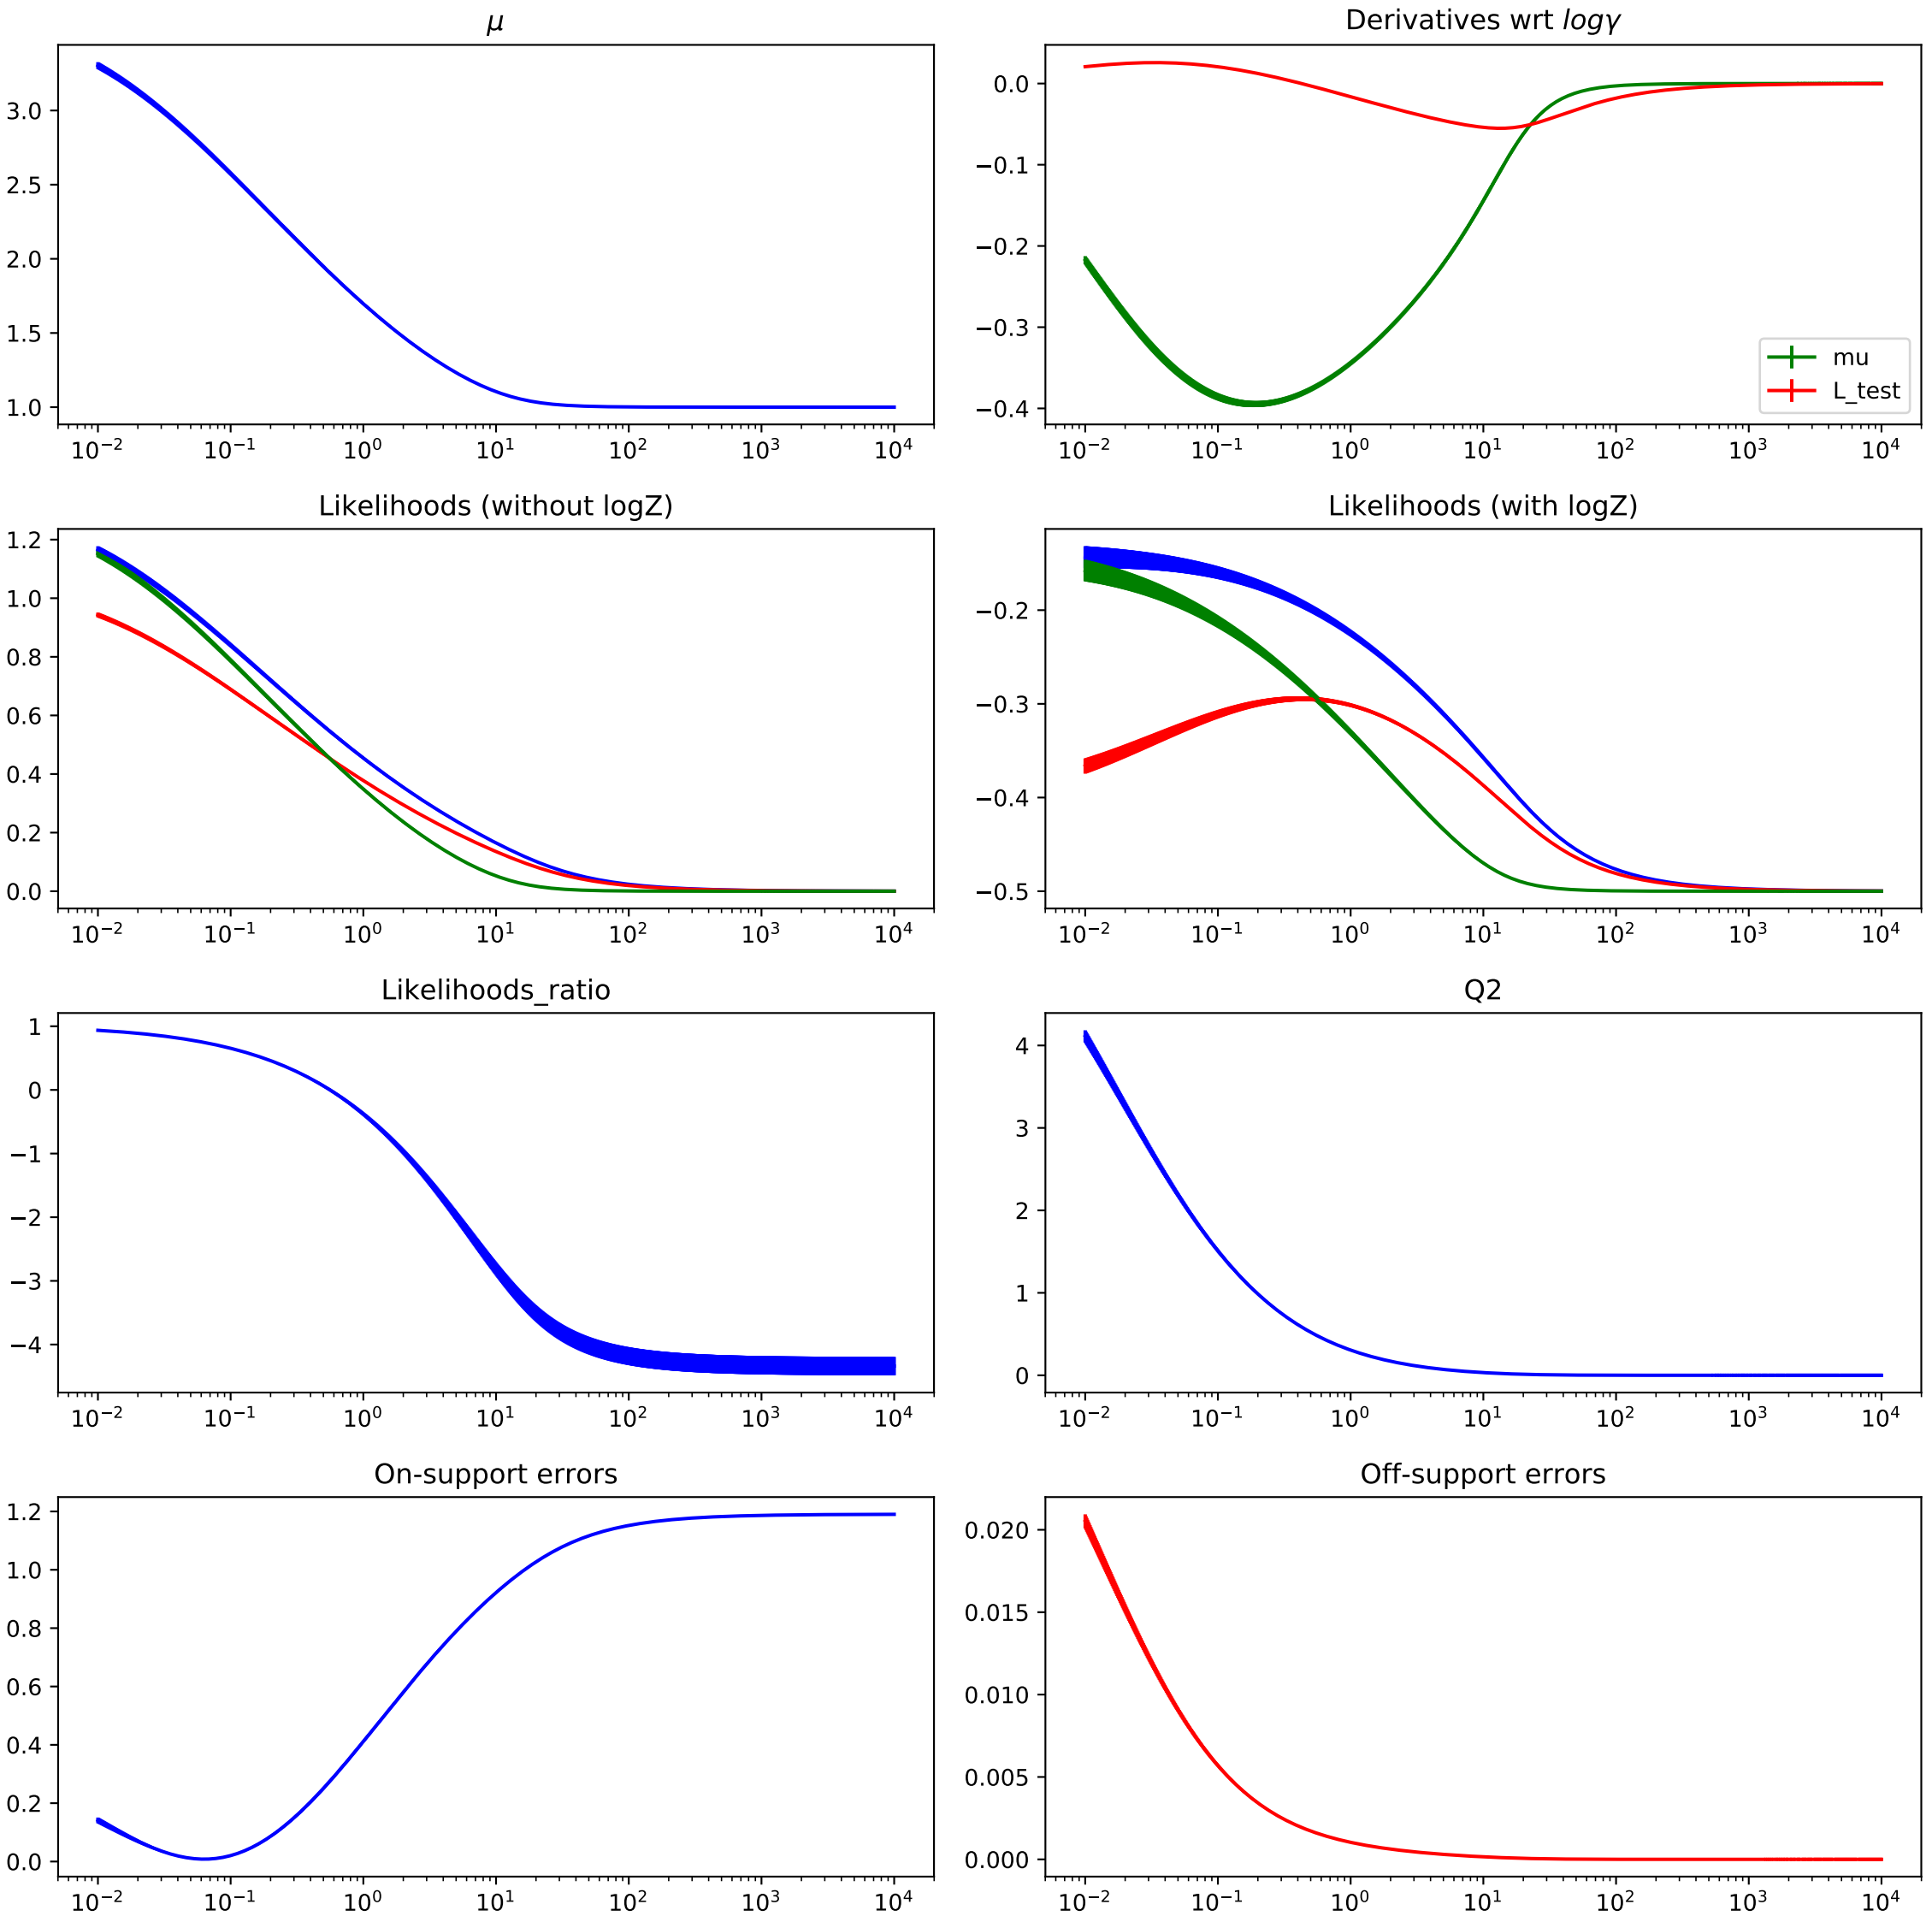 μ
3.0
2.5
2.0
1.5
1.0
10⁻² 10⁻¹ 10⁰ 10¹ 10² 10³ 10⁴
Derivatives wrt logγ
0.0
−0.1
−0.2
−0.3
−0.4
mu
L_test
10⁻² 10⁻¹ 10⁰ 10¹ 10² 10³ 10⁴
Likelihoods (without logZ)
1.2
1.0
0.8
0.6
0.4
0.2
0.0
10⁻² 10⁻¹ 10⁰ 10¹ 10² 10³ 10⁴
Likelihoods (with logZ)
−0.2
−0.3
−0.4
−0.5
10⁻² 10⁻¹ 10⁰ 10¹ 10² 10³ 10⁴
Likelihoods_ratio
1
0
−1
−2
−3
−4
10⁻² 10⁻¹ 10⁰ 10¹ 10² 10³ 10⁴
Q2
4
3
2
1
0
10⁻² 10⁻¹ 10⁰ 10¹ 10² 10³ 10⁴
On-support errors
1.2
1.0
0.8
0.6
0.4
0.2
0.0
10⁻² 10⁻¹ 10⁰ 10¹ 10² 10³ 10⁴
Off-support errors
0.020
0.015
0.010
0.005
0.000
10⁻² 10⁻¹ 10⁰ 10¹ 10² 10³ 10⁴